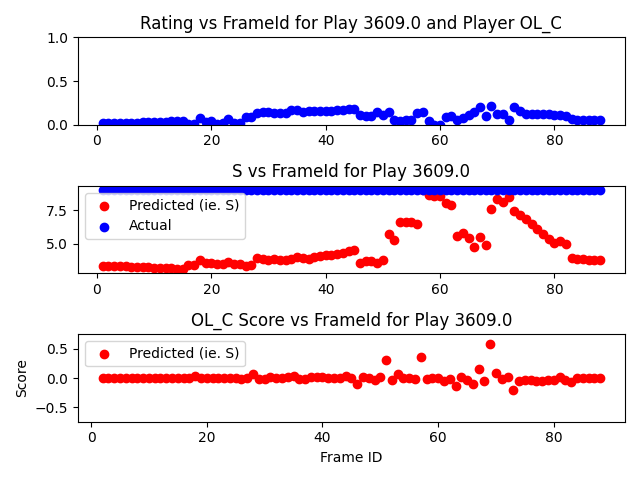 Rating vs FrameId for Play 3609.0 and Player OL_C
1.0
0.5
0.0
0
20
40
60
80
S vs FrameId for Play 3609.0
7.5
5.0
Predicted (ie. S)
Actual
0
20
40
60
80
OL_C Score vs FrameId for Play 3609.0
Score
0.5
0.0
−0.5
Predicted (ie. S)
0
20
40
60
80
Frame ID